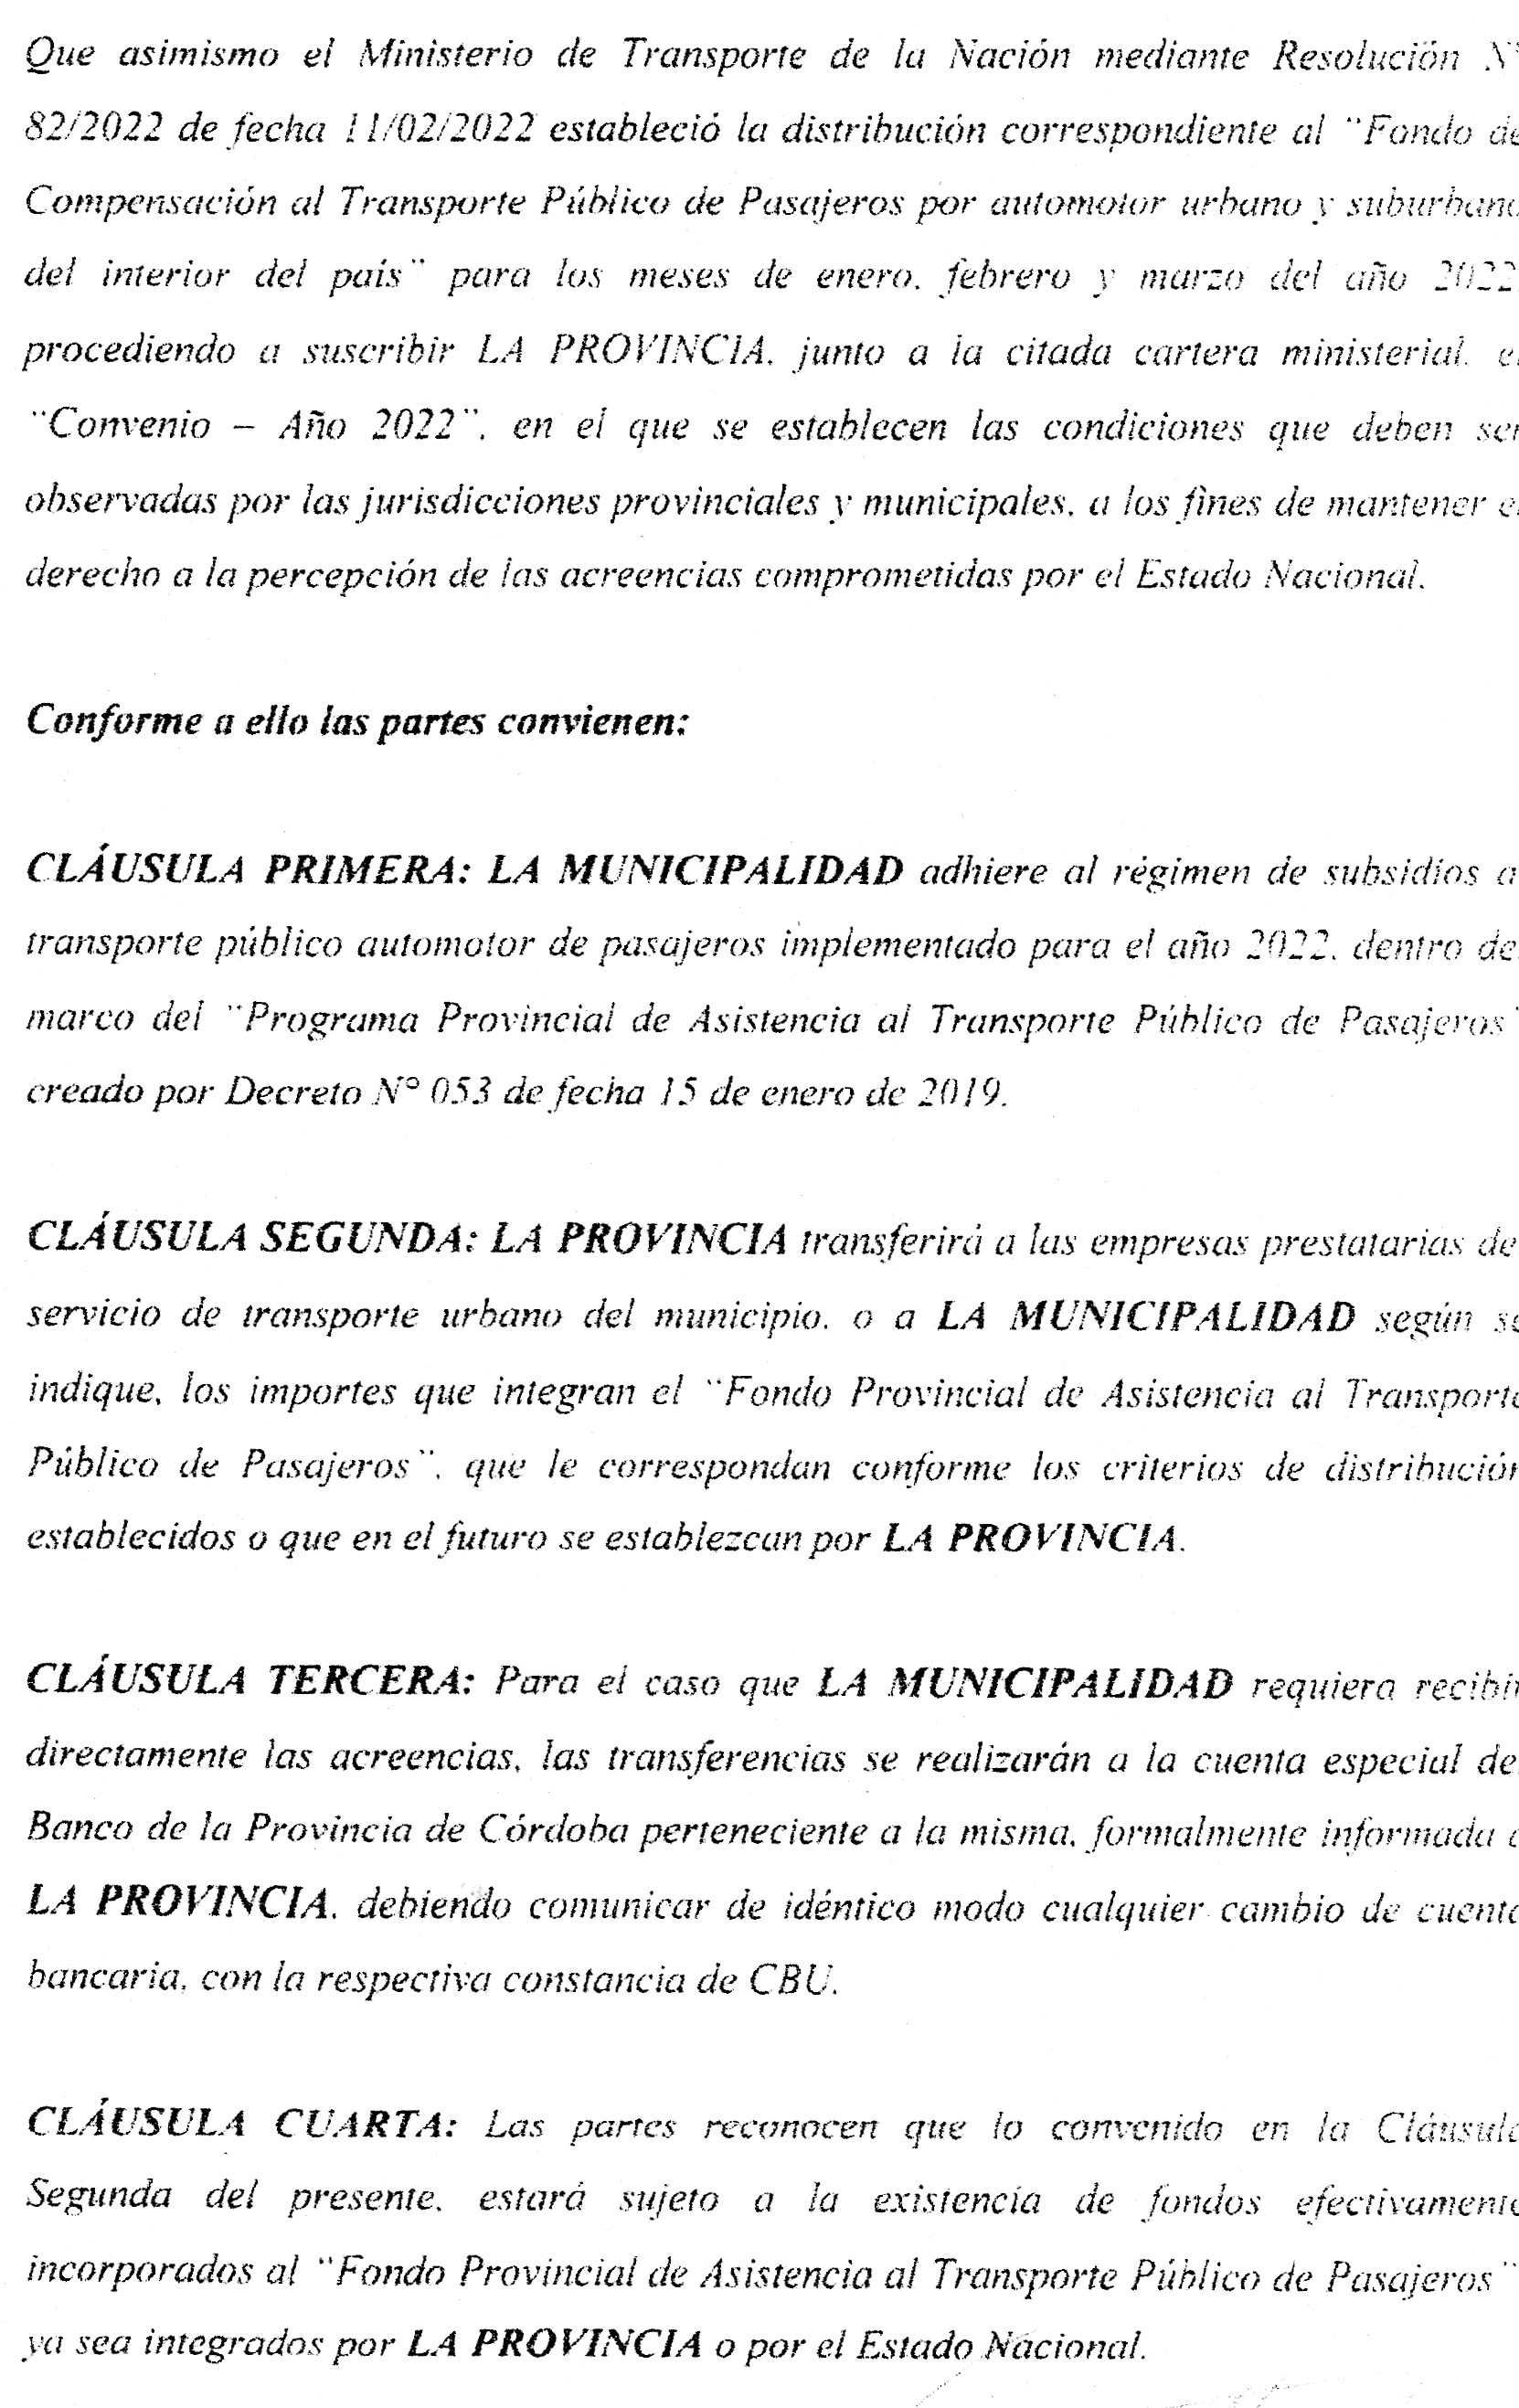 Que asimismo el Ministerio de Transporte de la Nación mediante Resolución N°
82/2022 de fecha 11/02/2022 estableció la distribución correspondiente al "Fondo de
Compensación al Transporte Público de Pasajeros por automotor urbano y suburbano
del interior del país" para los meses de enero, febrero y marzo del año 2022,
procediendo a suscribir LA PROVINCIA, junto a la citada cartera ministerial, el
"Convenio – Año 2022", en el que se establecen las condiciones que deben ser
observadas por las jurisdicciones provinciales y municipales, a los fines de mantener el
derecho a la percepción de las acreencias comprometidas por el Estado Nacional.
Conforme a ello las partes convienen:
CLÁUSULA PRIMERA: LA MUNICIPALIDAD adhiere al régimen de subsidios a
transporte público automotor de pasajeros implementado para el año 2022, dentro de
marco del "Programa Provincial de Asistencia al Transporte Público de Pasajeros"
creado por Decreto N° 053 de fecha 15 de enero de 2019.
CLÁUSULA SEGUNDA: LA PROVINCIA transferirá a las empresas prestatarias de
servicio de transporte urbano del municipio, o a LA MUNICIPALIDAD según se
indique, los importes que integran el "Fondo Provincial de Asistencia al Transporte
Público de Pasajeros", que le correspondan conforme los criterios de distribución
establecidos o que en el futuro se establezcan por LA PROVINCIA.
CLÁUSULA TERCERA: Para el caso que LA MUNICIPALIDAD requiera recibir
directamente las acreencias, las transferencias se realizarán a la cuenta especial de
Banco de la Provincia de Córdoba perteneciente a la misma, formalmente informada a
LA PROVINCIA, debiendo comunicar de idéntico modo cualquier cambio de cuenta
bancaria, con la respectiva constancia de CBU.
CLÁUSULA CUARTA: Las partes reconocen que lo convenido en la Cláusula
Segunda del presente, estará sujeto a la existencia de fondos efectivamente
incorporados al "Fondo Provincial de Asistencia al Transporte Público de Pasajeros"
ya sea integrados por LA PROVINCIA o por el Estado Nacional.